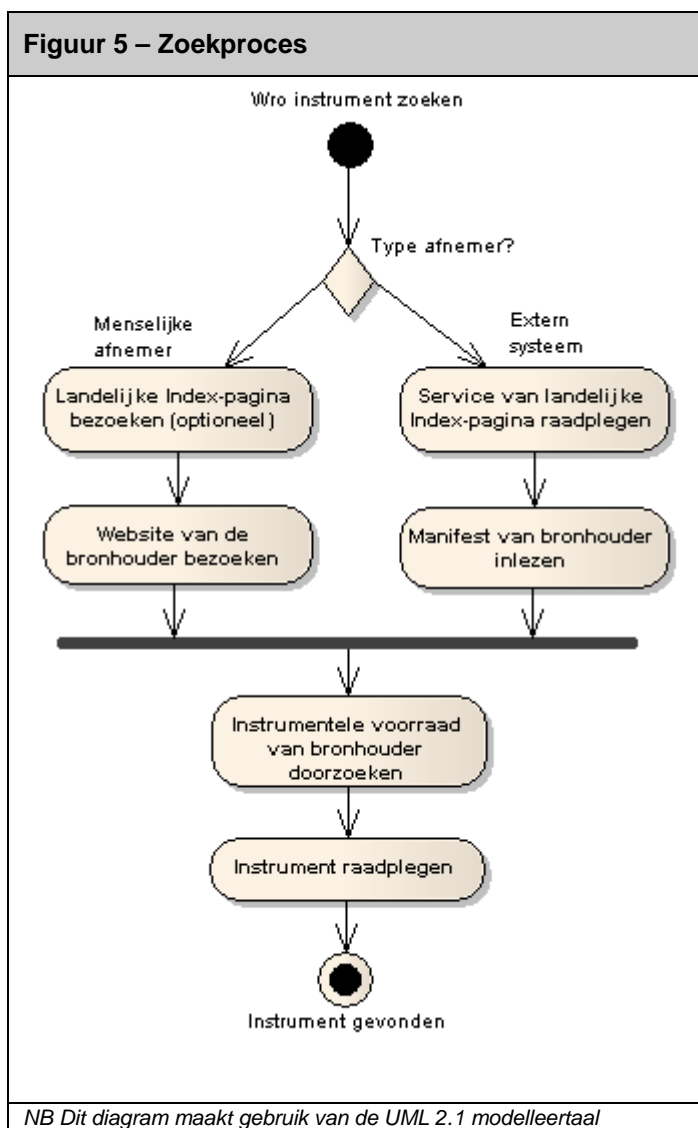 Figuur 5 – Zoekproces
Wro instrument zoeken
Type afnemer?
Menselijke
afnemer
Extern
systeem
Landelijke Index-pagina
bezoeken (optioneel)
Service van landelijke
Index-pagina raadplegen
Website van de
bronhouder bezoeken
Manifest van bronhouder
inlezen
Instrumentele voorraad
van bronhouder
doorzoeken
Instrument raadplegen
Instrument gevonden
NB Dit diagram maakt gebruik van de UML 2.1 modelleertaal